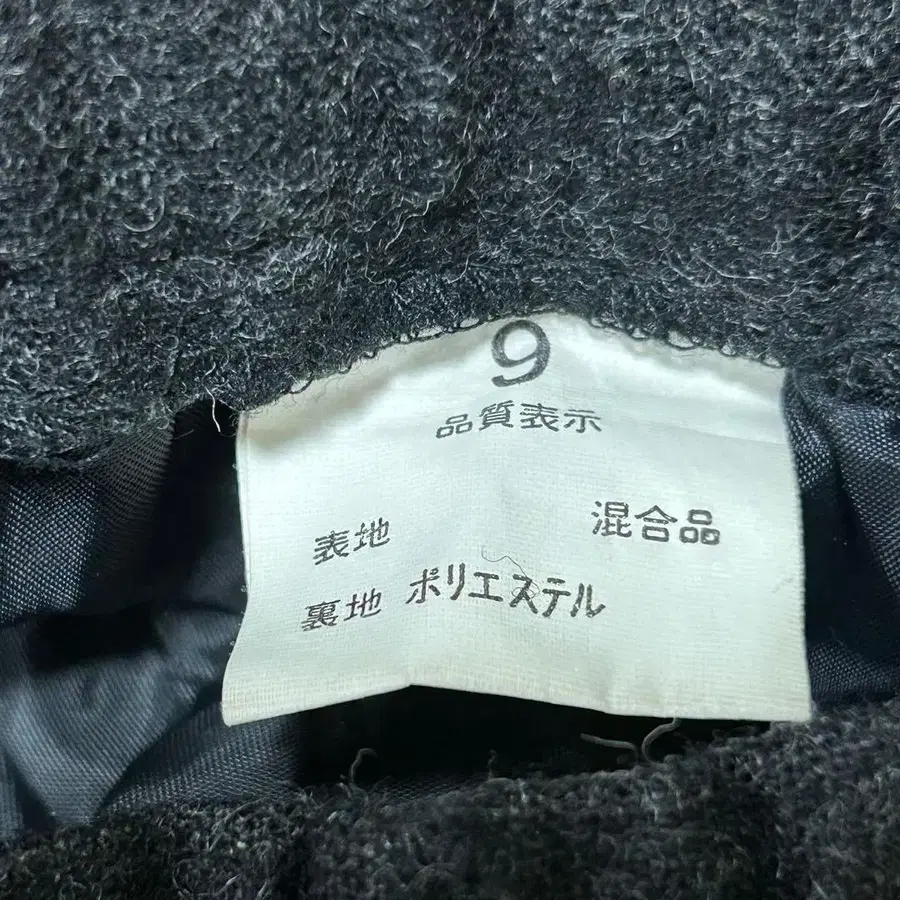 9
品質表示
表地 混合品
裏地 ポリエステル